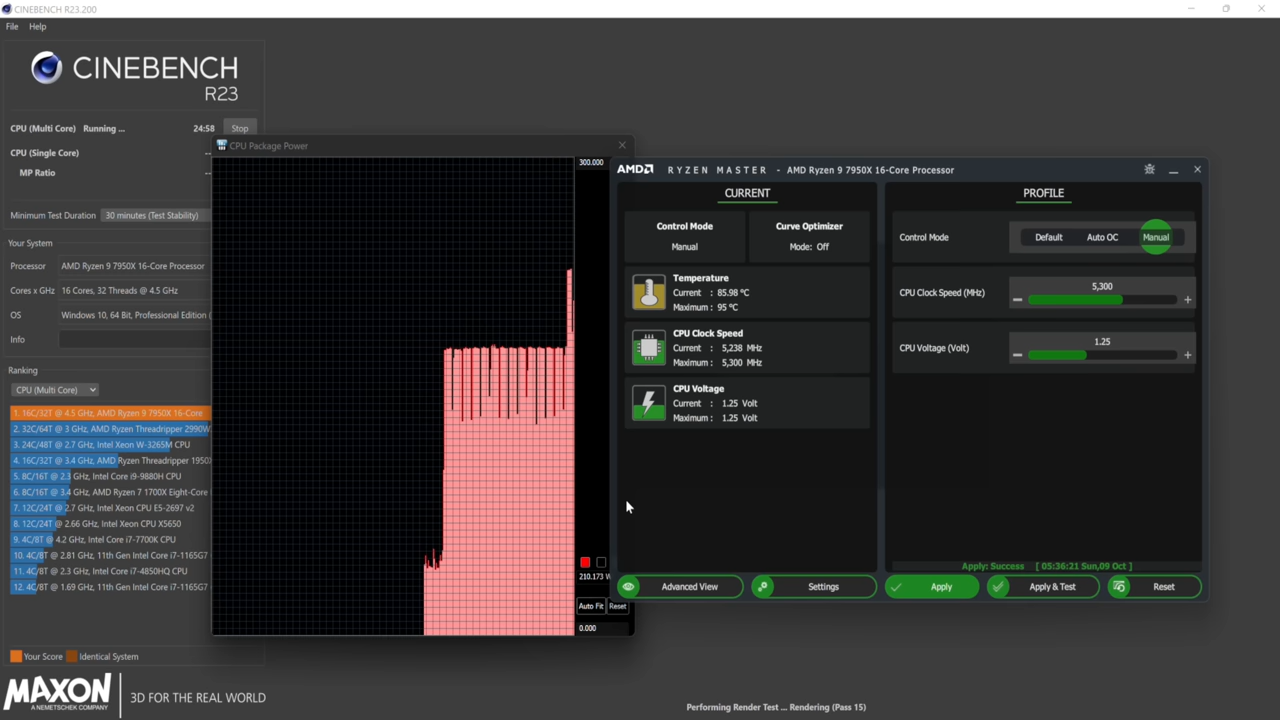 CINEBENCH R23.200
File Help
CINEBENCH
R23
CPU (Multi Core) Running ... 24:58 Stop
CPU (Single Core) --
MP Ratio --
Minimum Test Duration 30 minutes (Test Stability)
Your System
Processor AMD Ryzen 9 7950X 16-Core Processor
Cores x GHz 16 Cores, 32 Threads @ 4.5 GHz
OS Windows 10, 64 Bit, Professional Edition (
Info
Ranking
CPU (Multi Core)
1. 16C/32T @ 4.5 GHz, AMD Ryzen 9 7950X 16-Core
2. 32C/64T @ 3 GHz, AMD Ryzen Threadripper 2990W
3. 24C/48T @ 2.7 GHz, Intel Xeon W-3265M CPU
4. 16C/32T @ 3.4 GHz, AMD Ryzen Threadripper 1950X
5. 8C/16T @ 2.3 GHz, Intel Core i9-9880H CPU
6. 8C/16T @ 3.4 GHz, AMD Ryzen 7 1700X Eight-Core
7. 12C/24T @ 2.7 GHz, Intel Xeon CPU E5-2697 v2
8. 12C/24T @ 2.66 GHz, Intel Xeon CPU X5650
9. 4C/8T @ 4.2 GHz, Intel Core i7-7700K CPU
10. 4C/8T @ 2.81 GHz, 11th Gen Intel Core i7-1165G7
11. 4C/8T @ 2.3 GHz, Intel Core i7-4850HQ CPU
12. 4C/8T @ 1.69 GHz, 11th Gen Intel Core i7-1165G7
Your Score Identical System
MAXON
A NEMETSCHEK COMPANY
3D FOR THE REAL WORLD
CPU Package Power
300.000
210.173 W
Auto Fit Reset
0.000
AMD RYZEN MASTER - AMD Ryzen 9 7950X 16-Core Processor
CURRENT
Control Mode
Manual
Curve Optimizer
Mode: Off
Temperature
Current : 85.98 °C
Maximum : 95 °C
CPU Clock Speed
Current : 5,238 MHz
Maximum : 5,300 MHz
CPU Voltage
Current : 1.25 Volt
Maximum : 1.25 Volt
PROFILE
Control Mode Default Auto OC Manual
CPU Clock Speed (MHz) 5,300
CPU Voltage (Volt) 1.25
Apply: Success [ 05:36:21 Sun,09 Oct ]
Advanced View Settings Apply Apply & Test Reset
Performing Render Test ... Rendering (Pass 15)